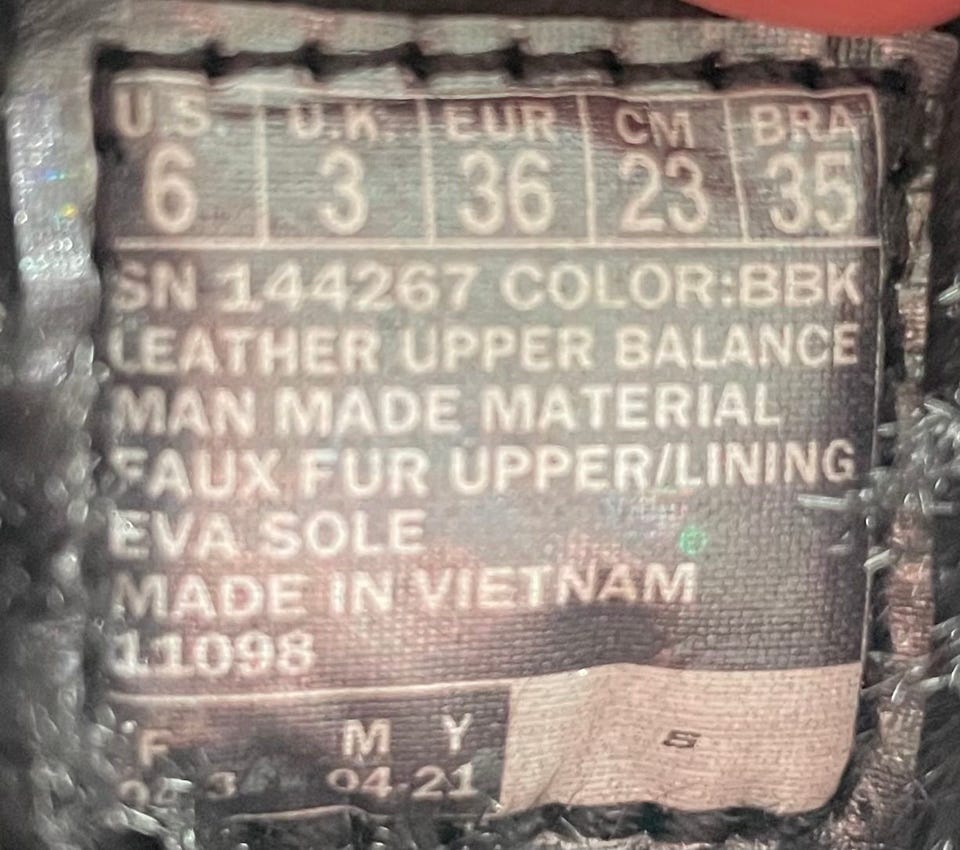 U.S. U.K. EUR CM BRA
6 3 36 23 35
SN 144267 COLOR:BBK
LEATHER UPPER BALANCE
MAN MADE MATERIAL
FAUX FUR UPPER/LINING
EVA SOLE
MADE IN VIETNAM
11098
F M Y
04.21